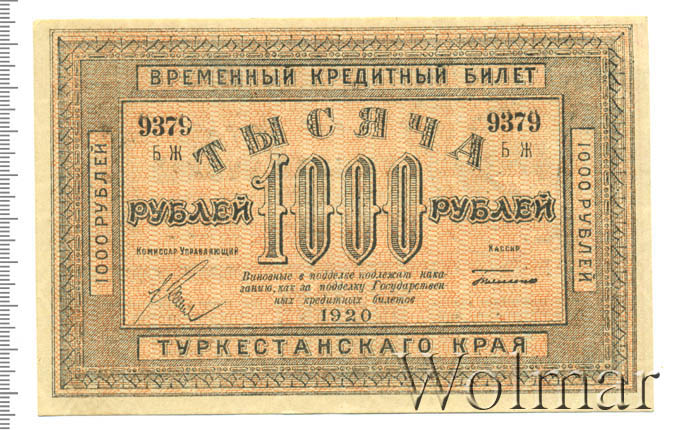 ВРЕМЕННЫЙ КРЕДИТНЫЙ БИЛЕТ
9379 9379
БЖ БЖ
ТЫСЯЧА
1000 РУБЛЕЙ
1000 РУБЛЕЙ
РУБЛЕЙ 1000 РУБЛЕЙ
Комиссар-Управляющий
Кассир
Виновные в подделке подлежат нака-
занию, как за подделку Государствен
ных кредитных билетов
1920
ТУРКЕСТАНСКАГО КРАЯ
Wolmar